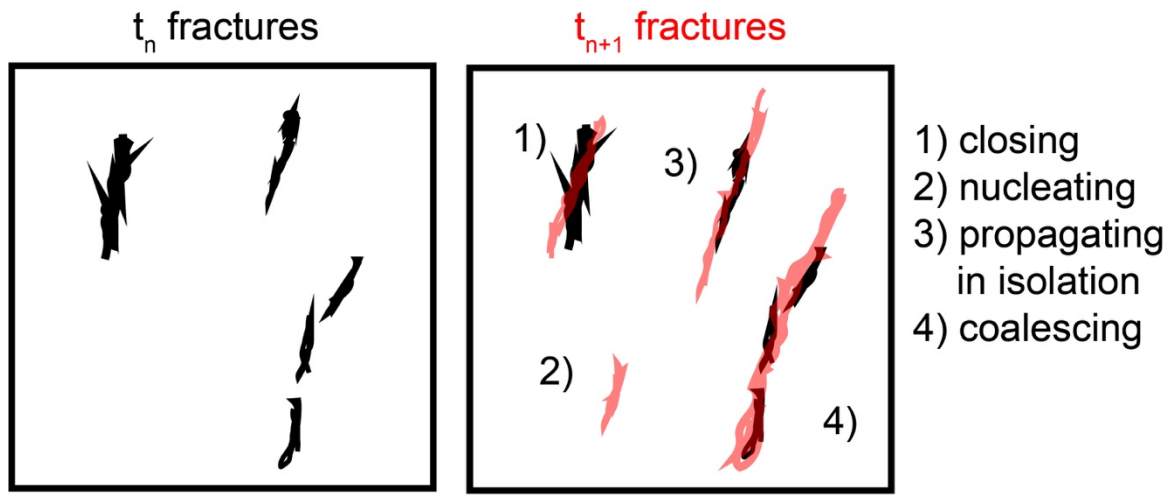 tn fractures
tn+1 fractures
1)
3)
2)
4)
1) closing
2) nucleating
3) propagating
in isolation
4) coalescing